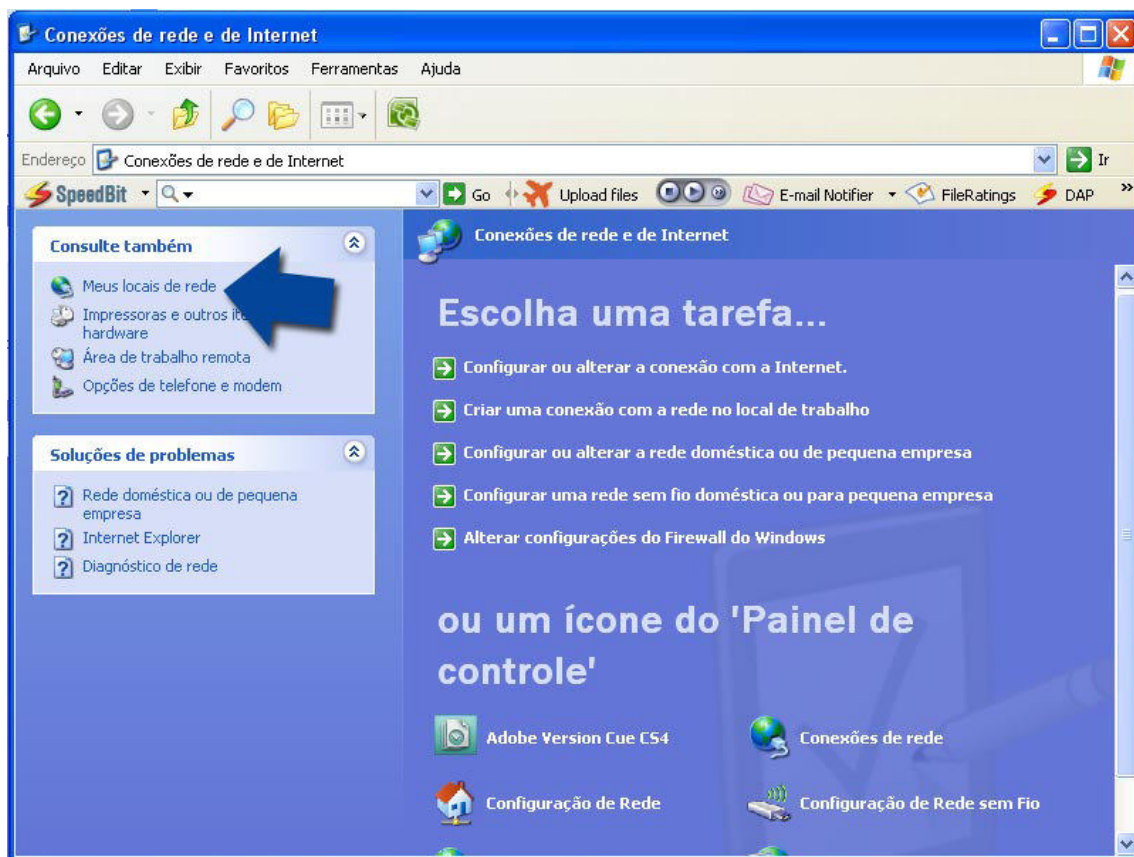 Conexões de rede e de Internet
Arquivo Editar Exibir Favoritos Ferramentas Ajuda
Endereço Conexões de rede e de Internet Ir
SpeedBit Go Upload files E-mail Notifier FileRatings DAP »
Consulte também
Meus locais de rede
Impressoras e outros
hardware
Área de trabalho remota
Opções de telefone e modem
Soluções de problemas
Rede doméstica ou de pequena
empresa
Internet Explorer
Diagnóstico de rede
Conexões de rede e de Internet
Escolha uma tarefa...
Configurar ou alterar a conexão com a Internet.
Criar uma conexão com a rede no local de trabalho
Configurar ou alterar a rede doméstica ou de pequena empresa
Configurar uma rede sem fio doméstica ou para pequena empresa
Alterar configurações do Firewall do Windows
ou um ícone do 'Painel de
controle'
Adobe Version Cue CS4
Conexões de rede
Configuração de Rede
Configuração de Rede sem Fio